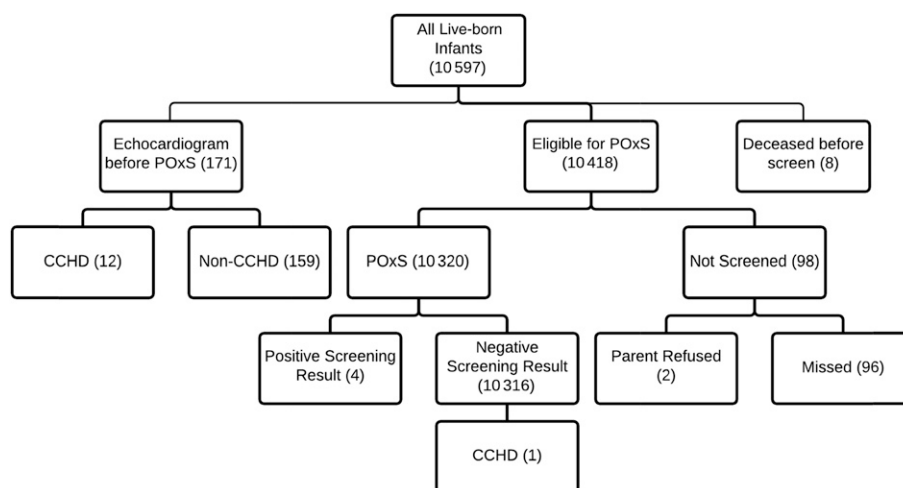 All Live-born
Infants
(10 597)
Echocardiogram
before POxS (171)
Eligible for POxS
(10 418)
Deceased before
screen (8)
CCHD (12)
Non-CCHD (159)
POxS (10 320)
Not Screened (98)
Positive Screening
Result (4)
Negative
Screening Result
(10 316)
Parent Refused
(2)
Missed (96)
CCHD (1)